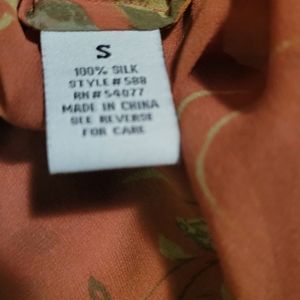 S
100% SILK
STYLE#588
RN#54077
MADE IN CHINA
SEE REVERSE
FOR CARE